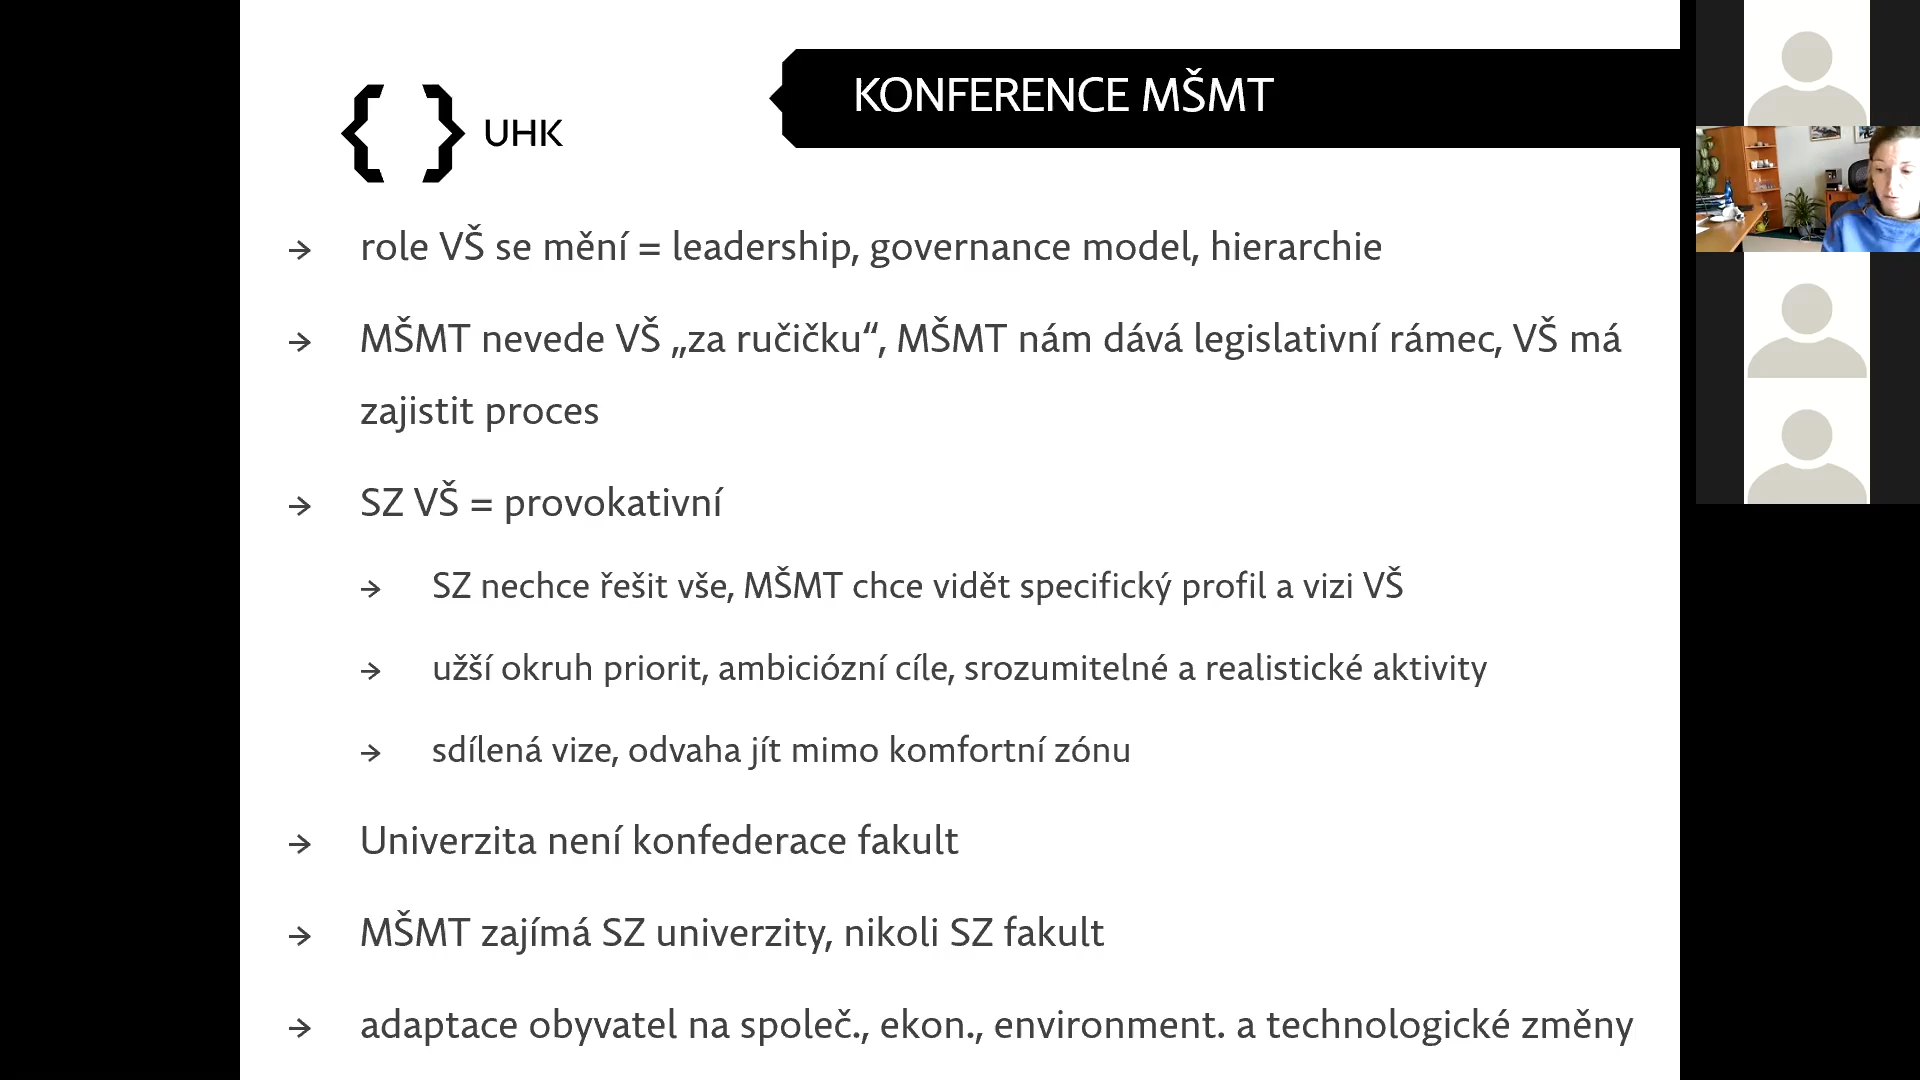 KONFERENCE MŠMT
UHK
→ role VŠ se mění = leadership, governance model, hierarchie
→ MŠMT nevede VŠ „za ručičku“, MŠMT nám dává legislativní rámec, VŠ má
zajistit proces
→ SZ VŠ = provokativní
→ SZ nechce řešit vše, MŠMT chce vidět specifický profil a vizi VŠ
→ užší okruh priorit, ambiciózní cíle, srozumitelné a realistické aktivity
→ sdílená vize, odvaha jít mimo komfortní zónu
→ Univerzita není konfederace fakult
→ MŠMT zajímá SZ univerzity, nikoli SZ fakult
→ adaptace obyvatel na společ., ekon., environment. a technologické změny